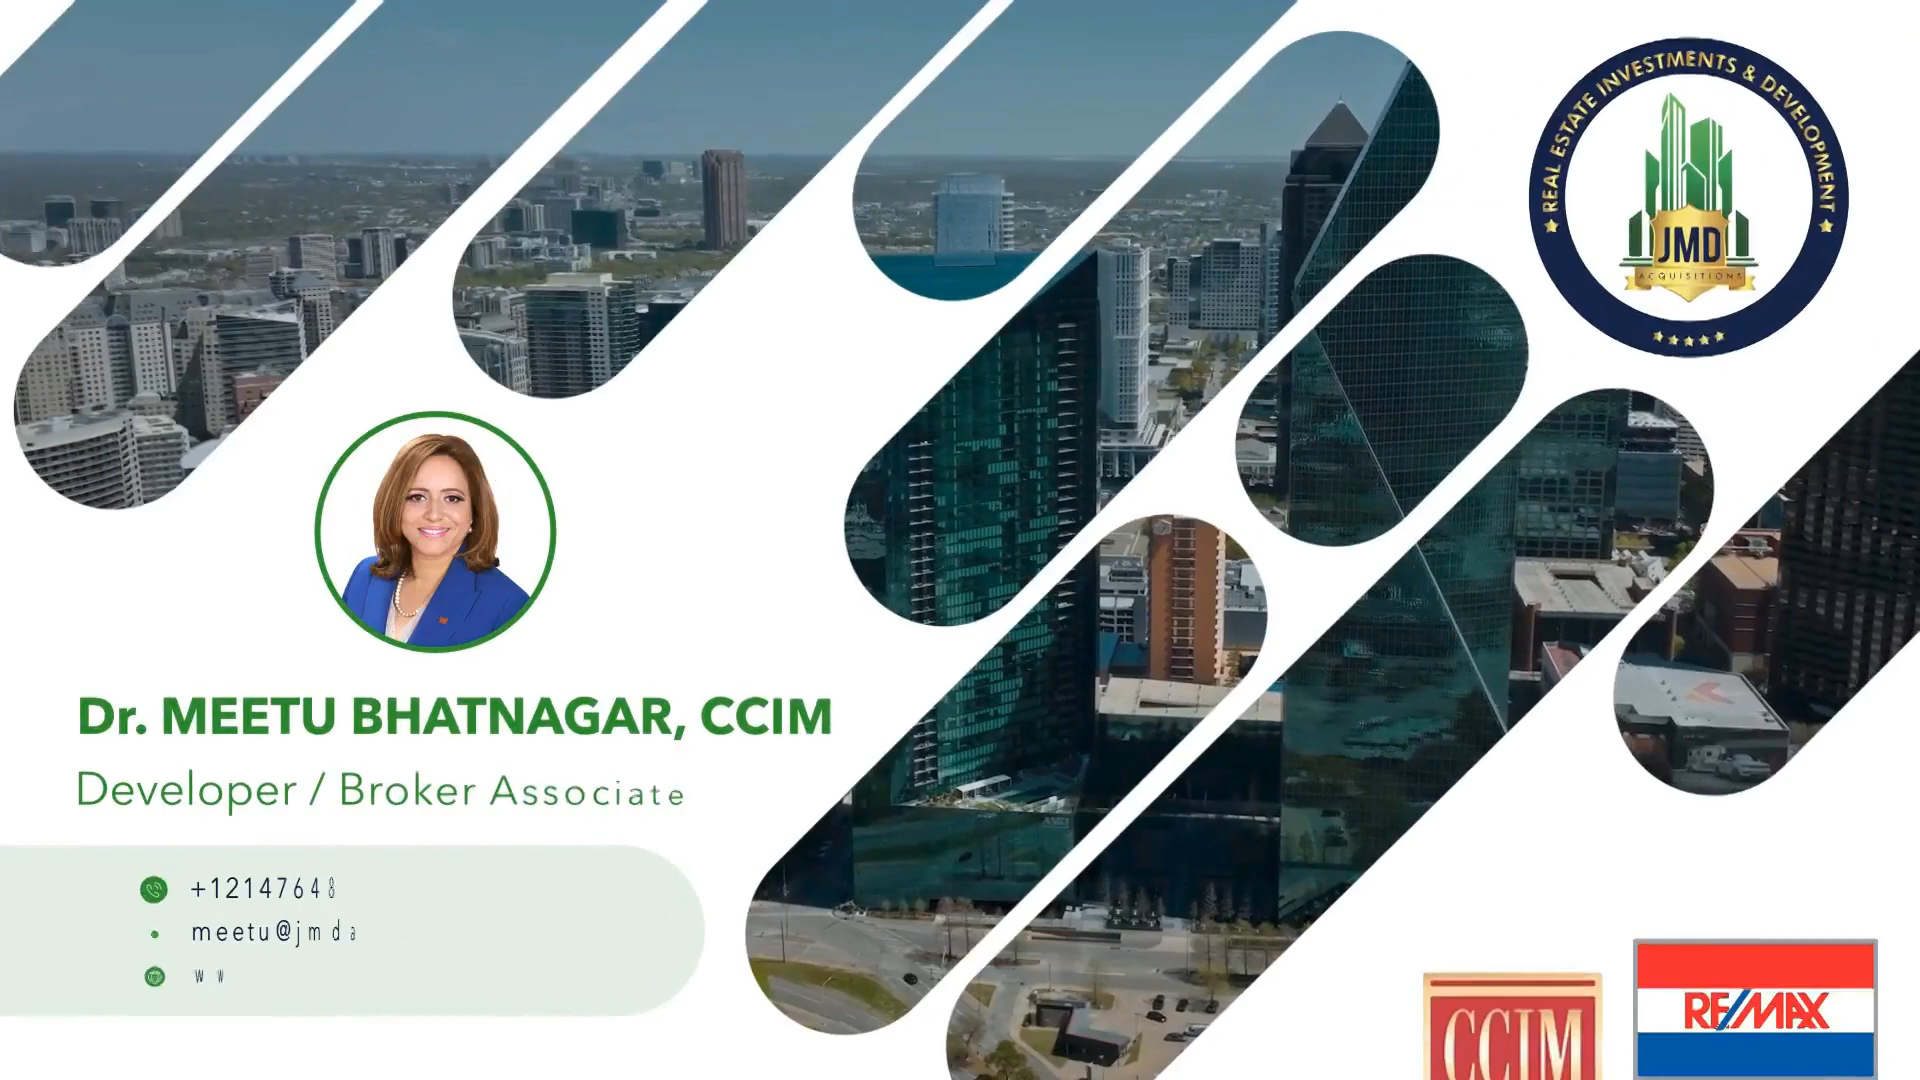 ★ REAL ESTATE INVESTMENTS & DEVELOPMENT ★
JMD
ACQUISITIONS
Dr. MEETU BHATNAGAR, CCIM
Developer / Broker Associate
+12147648
meetu@jmda
w w
CCIM
RE/MAX